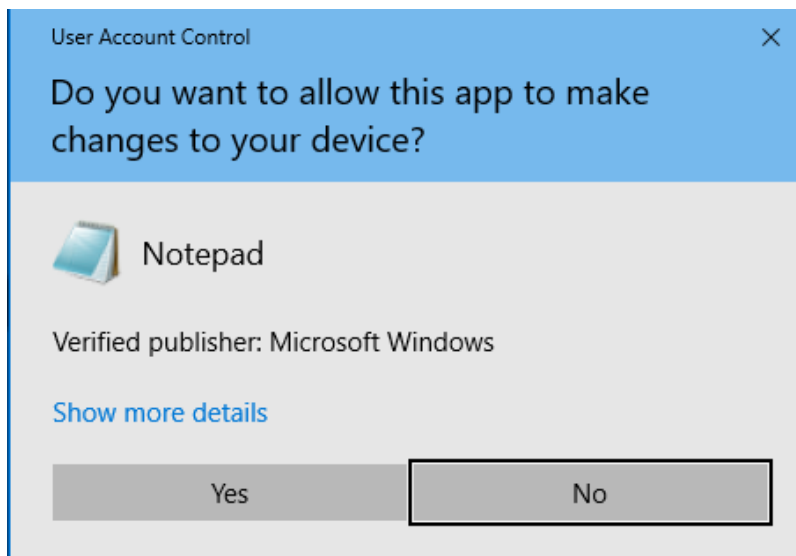 User Account Control
Do you want to allow this app to make
changes to your device?
Notepad
Verified publisher: Microsoft Windows
Show more details
Yes
No